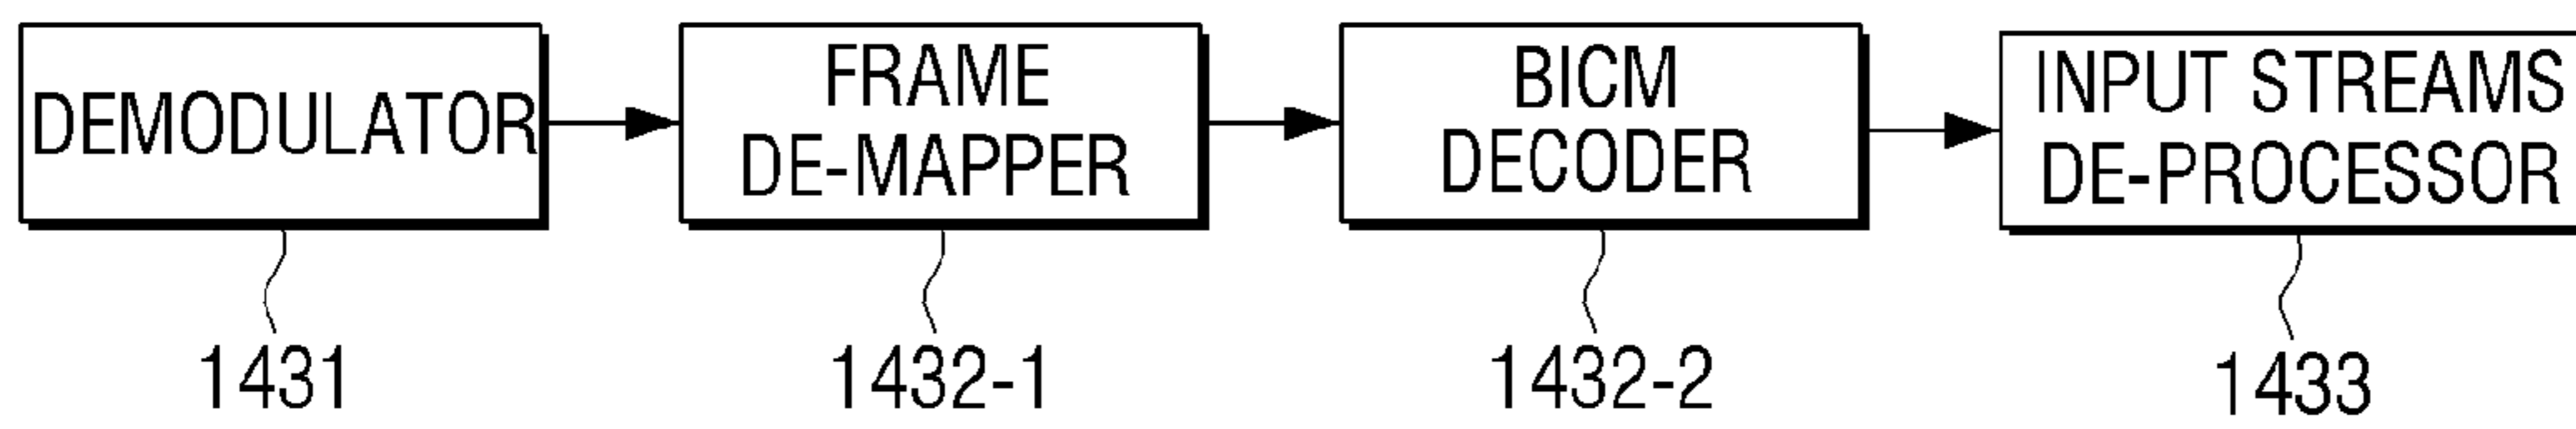 DEMODULATOR
FRAME
DE-MAPPER
BICM
DECODER
INPUT STREAMS
DE-PROCESSOR
1431
1432-1
1432-2
1433